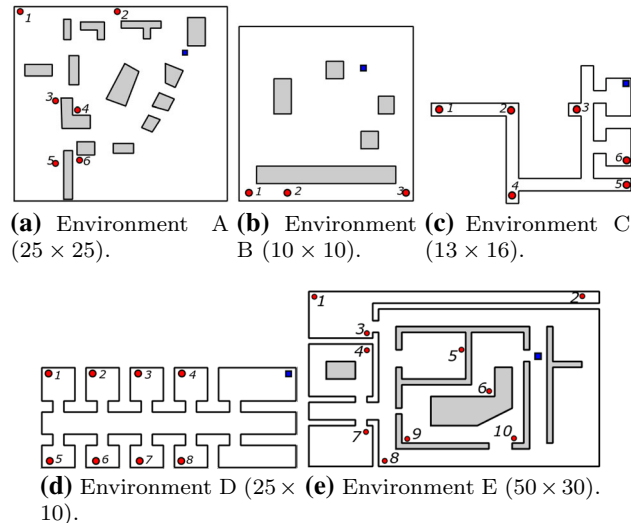 1 2
3 4
5 6
1 2 3
1 2 3
6
4 5
(a) Environment A (25 × 25).
(b) Environment B (10 × 10).
(c) Environment C (13 × 16).
1 2 3 4
5 6 7 8
1 2
3
4 5
6
7 9 10
8
(d) Environment D (25 × 10).
(e) Environment E (50 × 30).